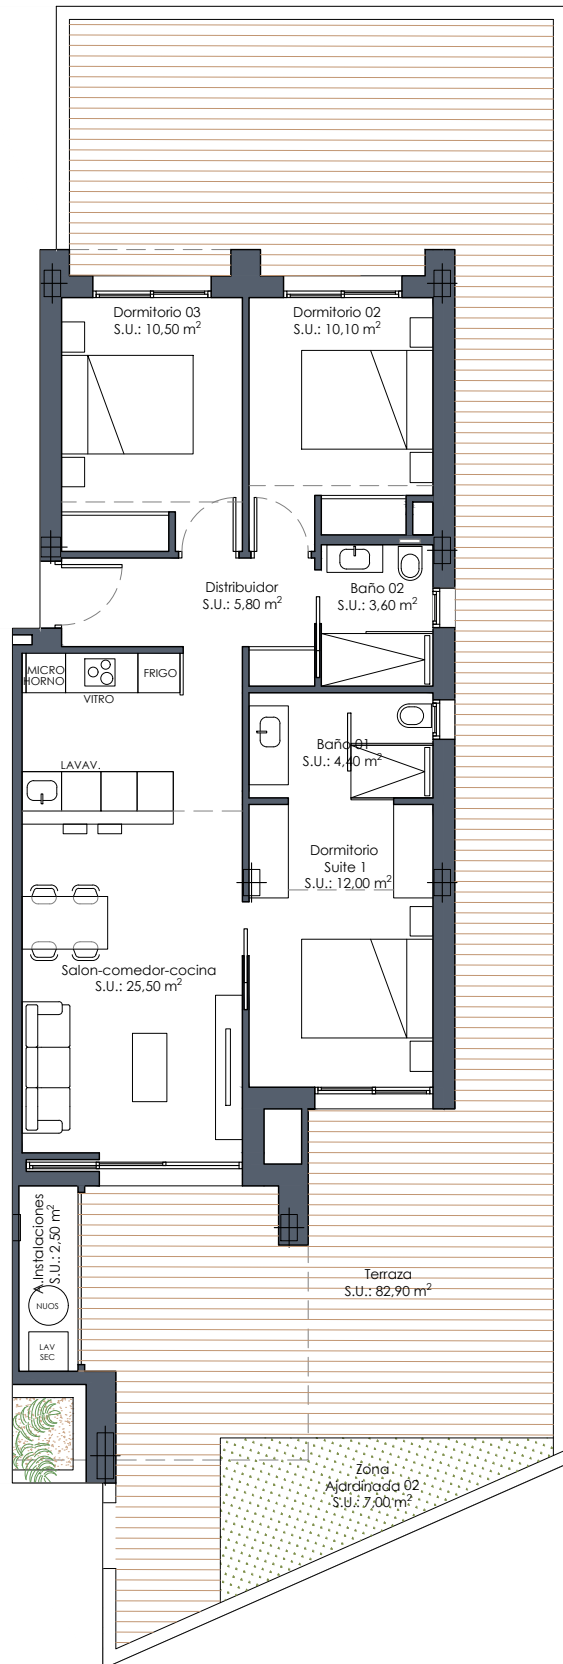 Dormitorio 03
S.U.: 10,50 m²
Dormitorio 02
S.U.: 10,10 m²
Distribuidor
S.U.: 5,80 m²
Baño 02
S.U.: 3,60 m²
MICRO
HORNO
VITRO
FRIGO
Baño 01
S.U.: 4,40 m²
LAVAV.
Dormitorio
Suite 1
S.U.: 12,00 m²
Salon-comedor-cocina
S.U.: 25,50 m²
A.Instalaciones
S.U.: 2,50 m²
NUOS
LAV
SEC
Terraza
S.U.: 82,90 m²
Zona
Ajardinada 02
S.U.: 7,00 m²